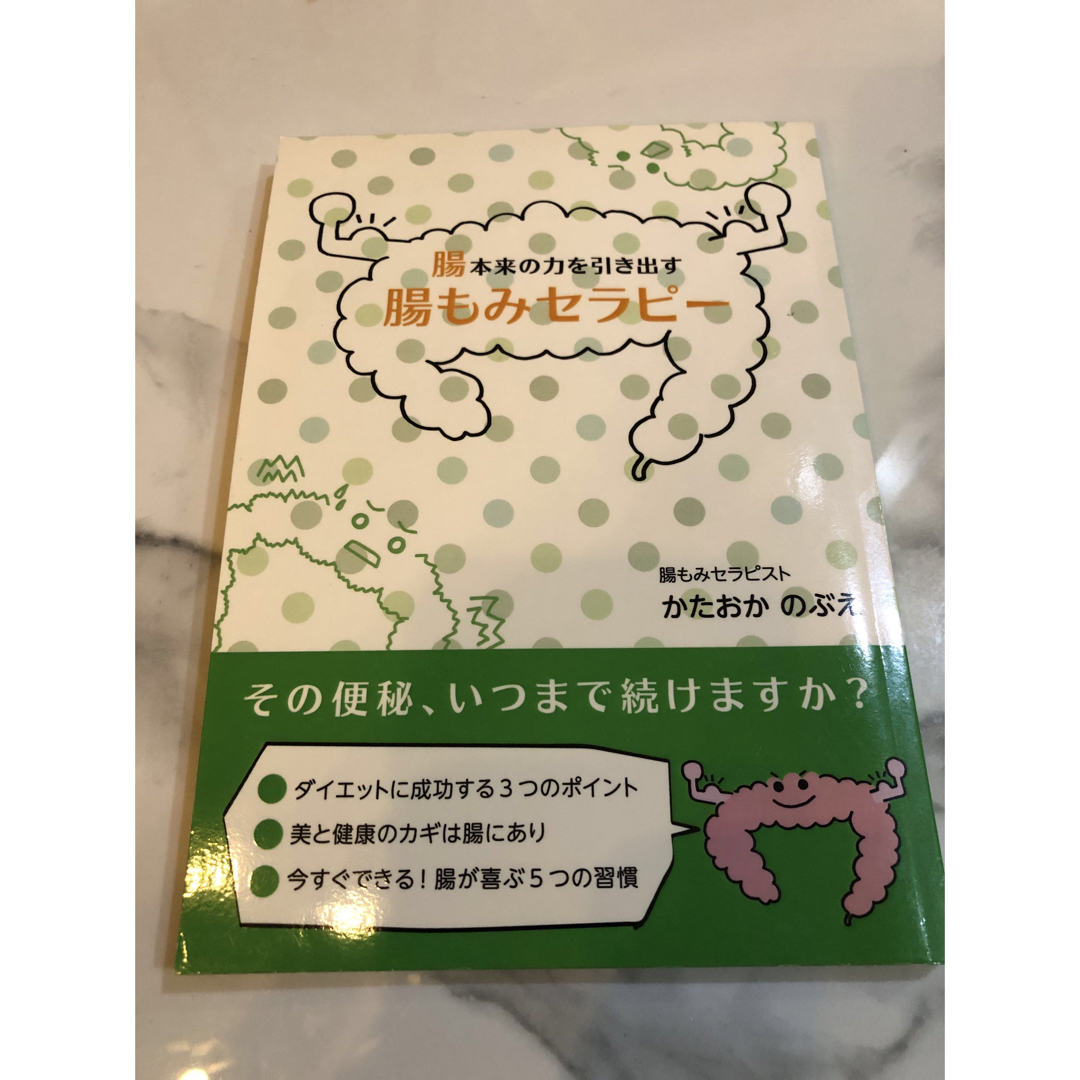 腸本来の力を引き出す
腸もみセラピー
腸もみセラピスト
かたおか のぶえ
その便秘、いつまで続けますか？
ダイエットに成功する３つのポイント
美と健康のカギは腸にあり
今すぐできる！腸が喜ぶ５つの習慣